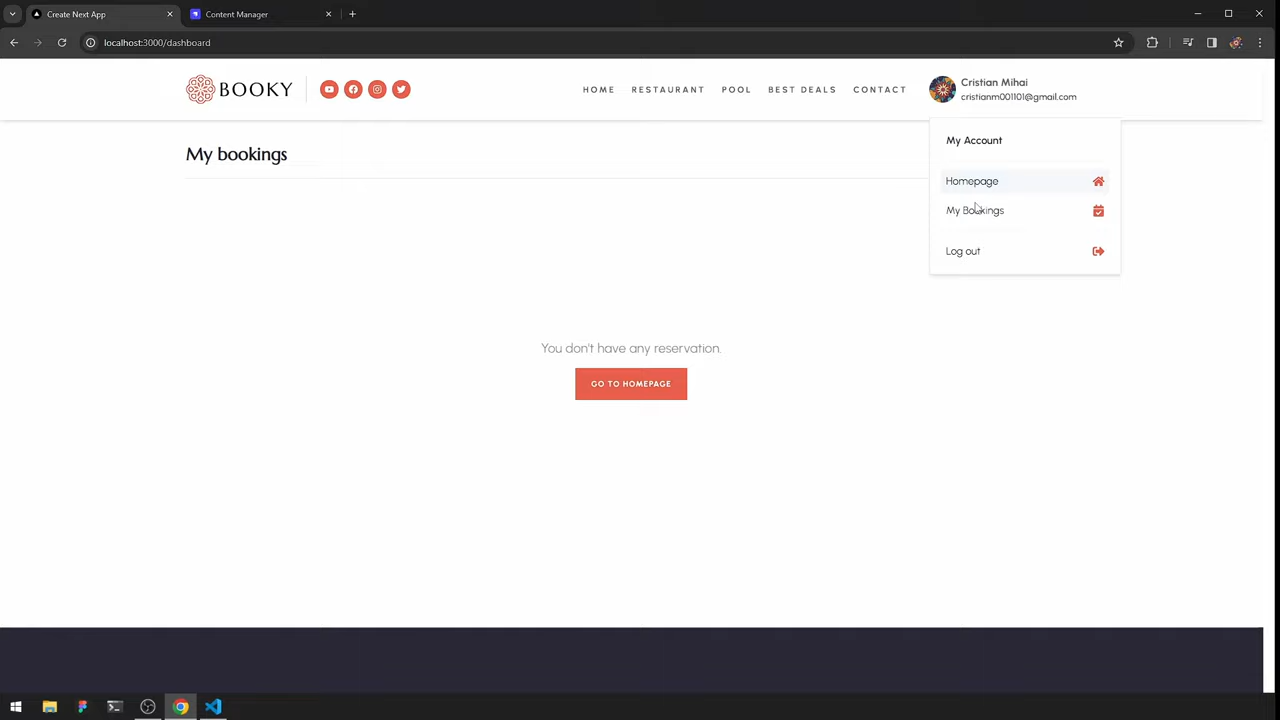 Create Next App
Content Manager
localhost:3000/dashboard
BOOKY
HOME RESTAURANT POOL BEST DEALS CONTACT
Cristian Mihai
cristianm001101@gmail.com
My bookings
My Account
Homepage
My Bookings
Log out
You don't have any reservation.
GO TO HOMEPAGE